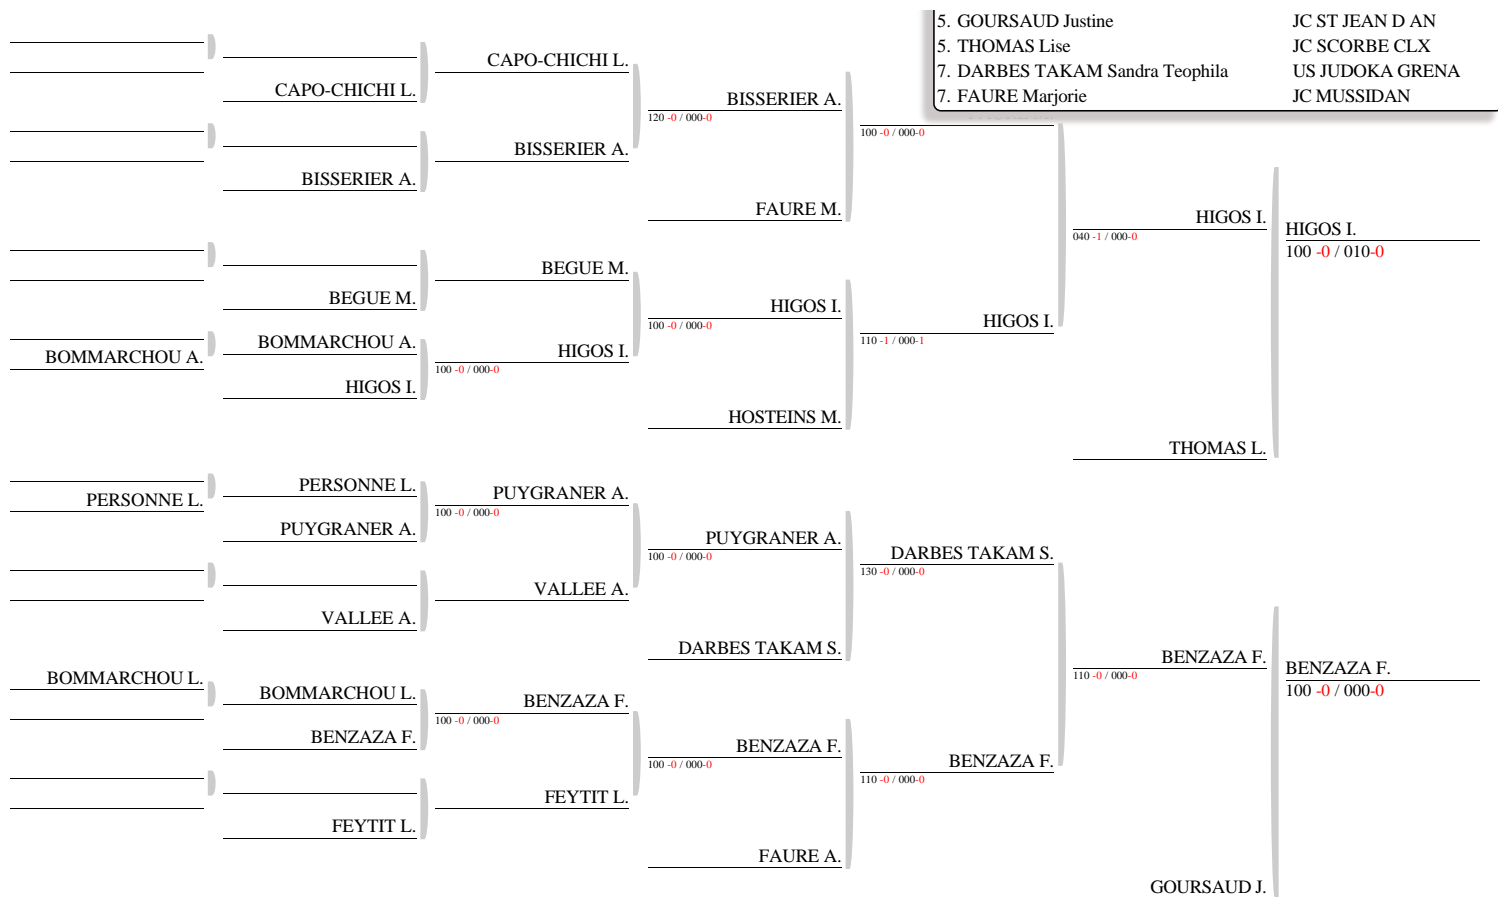 5. GOURSAUD Justine JC ST JEAN D AN
5. THOMAS Lise JC SCORBE CLX
7. DARBES TAKAM Sandra Teophila US JUDOKA GRENA
7. FAURE Marjorie JC MUSSIDAN
CAPO-CHICHI L.
CAPO-CHICHI L.
BISSERIER A.
120 -0 / 000-0
100 -0 / 000-0
BISSERIER A.
BISSERIER A.
FAURE M.
HIGOS I.
040 -1 / 000-0
HIGOS I.
100 -0 / 010-0
BEGUE M.
BEGUE M.
HIGOS I.
100 -0 / 000-0
HIGOS I.
110 -1 / 000-1
BOMMARCHOU A.
BOMMARCHOU A.
HIGOS I.
100 -0 / 000-0
HIGOS I.
HOSTEINS M.
THOMAS L.
PERSONNE L.
PERSONNE L.
PUYGRANER A.
100 -0 / 000-0
PUYGRANER A.
PUYGRANER A.
100 -0 / 000-0
DARBES TAKAM S.
130 -0 / 000-0
VALLEE A.
VALLEE A.
DARBES TAKAM S.
BENZAZA F.
110 -0 / 000-0
BENZAZA F.
100 -0 / 000-0
BOMMARCHOU L.
BOMMARCHOU L.
BENZAZA F.
100 -0 / 000-0
BENZAZA F.
BENZAZA F.
100 -0 / 000-0
BENZAZA F.
110 -0 / 000-0
FEYTIT L.
FEYTIT L.
FAURE A.
GOURSAUD J.